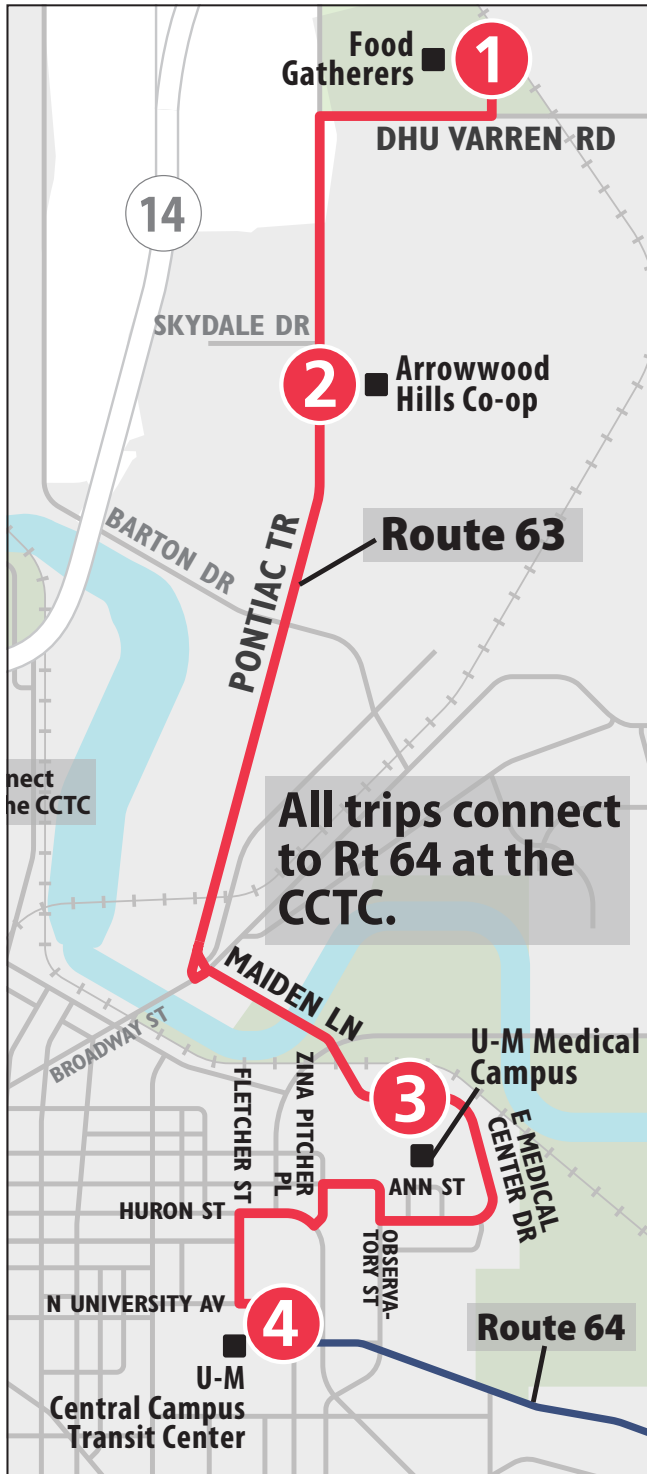 Food
Gatherers
1
DHU VARREN RD
14
SKYDALE DR
2
Arrowwood
Hills Co-op
BARTON DR
PONTIAC TR
Route 63
nect
he CCTC
All trips connect
to Rt 64 at the
CCTC.
MAIDEN LN
BROADWAY ST
U-M Medical
Campus
3
FLETCHER ST
ZINA PITCHER
PL
E MEDICAL
CENTER DR
ANN ST
HURON ST
OBSERVA-
TORY ST
N UNIVERSITY AV
4
Route 64
U-M
Central Campus
Transit Center